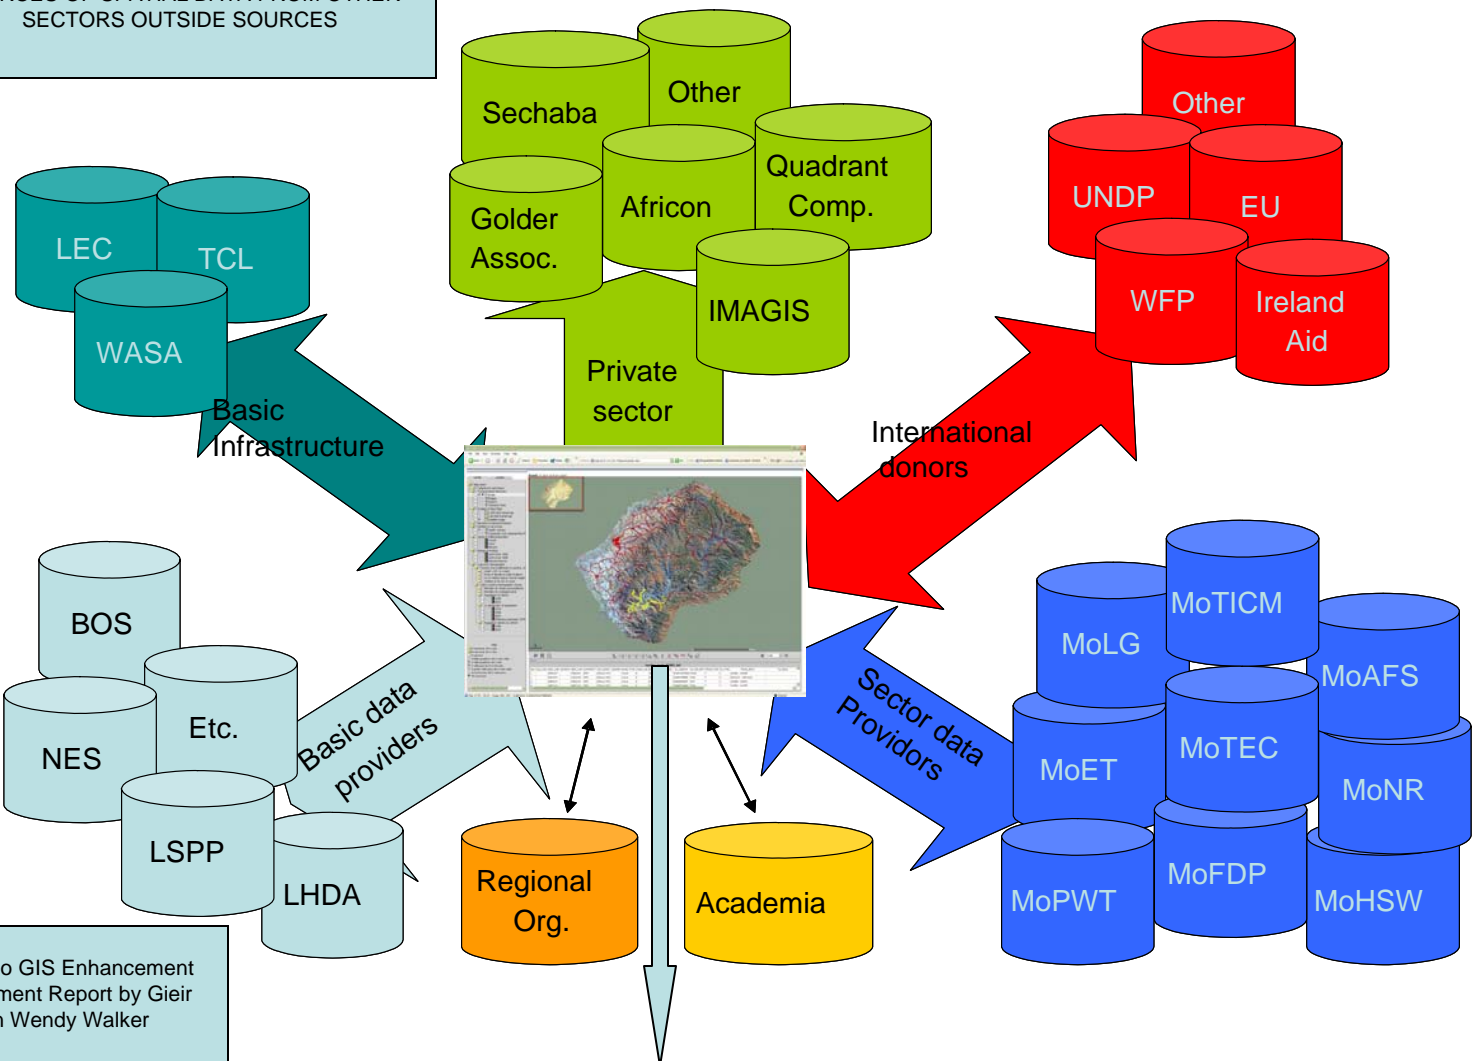 SECTORS OUTSIDE SOURCES
Sechaba
Other
Golder
Assoc.
Africon
Quadrant
Comp.
IMAGIS
Other
UNDP
EU
WFP
Ireland
Aid
LEC
TCL
WASA
Basic
Infrastructure
Private
sector
International
donors
BOS
Etc.
NES
LSPP
LHDA
Basic data
providers
Sector data
Providors
MoTICM
MoLG
MoAFS
MoTEC
MoET
MoNR
MoFDP
MoPWT
MoHSW
Regional
Org.
Academia
o GIS Enhancement
ment Report by Gieir
n Wendy Walker